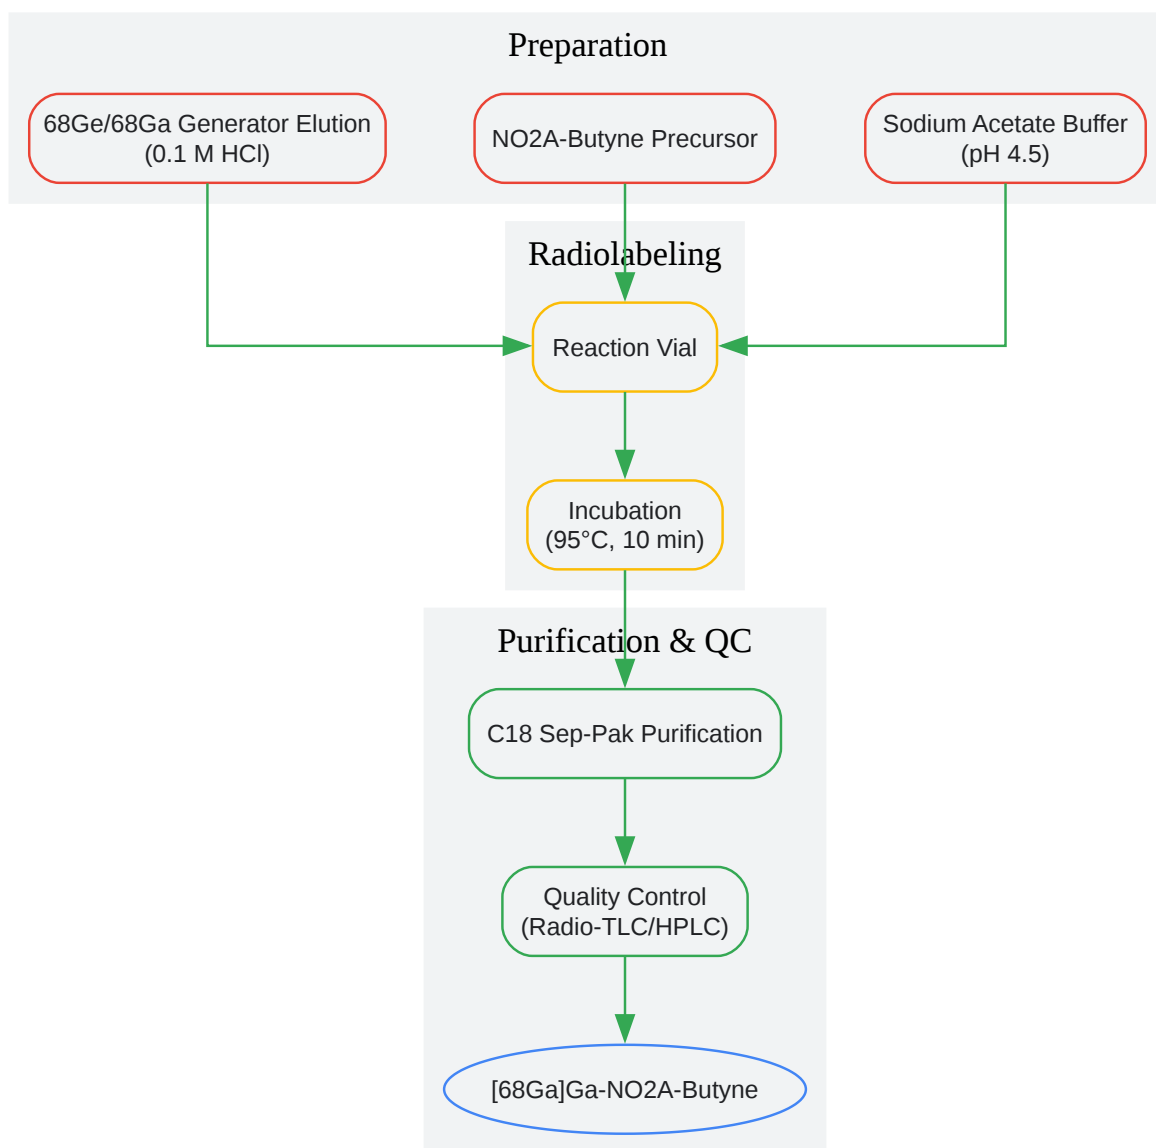 Preparation
68Ge/68Ga Generator Elution
(0.1 M HCl)
NO2A-Butyne Precursor
Sodium Acetate Buffer
(pH 4.5)
Radiolabeling
Reaction Vial
Incubation
(95°C, 10 min)
Purification & QC
C18 Sep-Pak Purification
Quality Control
(Radio-TLC/HPLC)
[68Ga]Ga-NO2A-Butyne